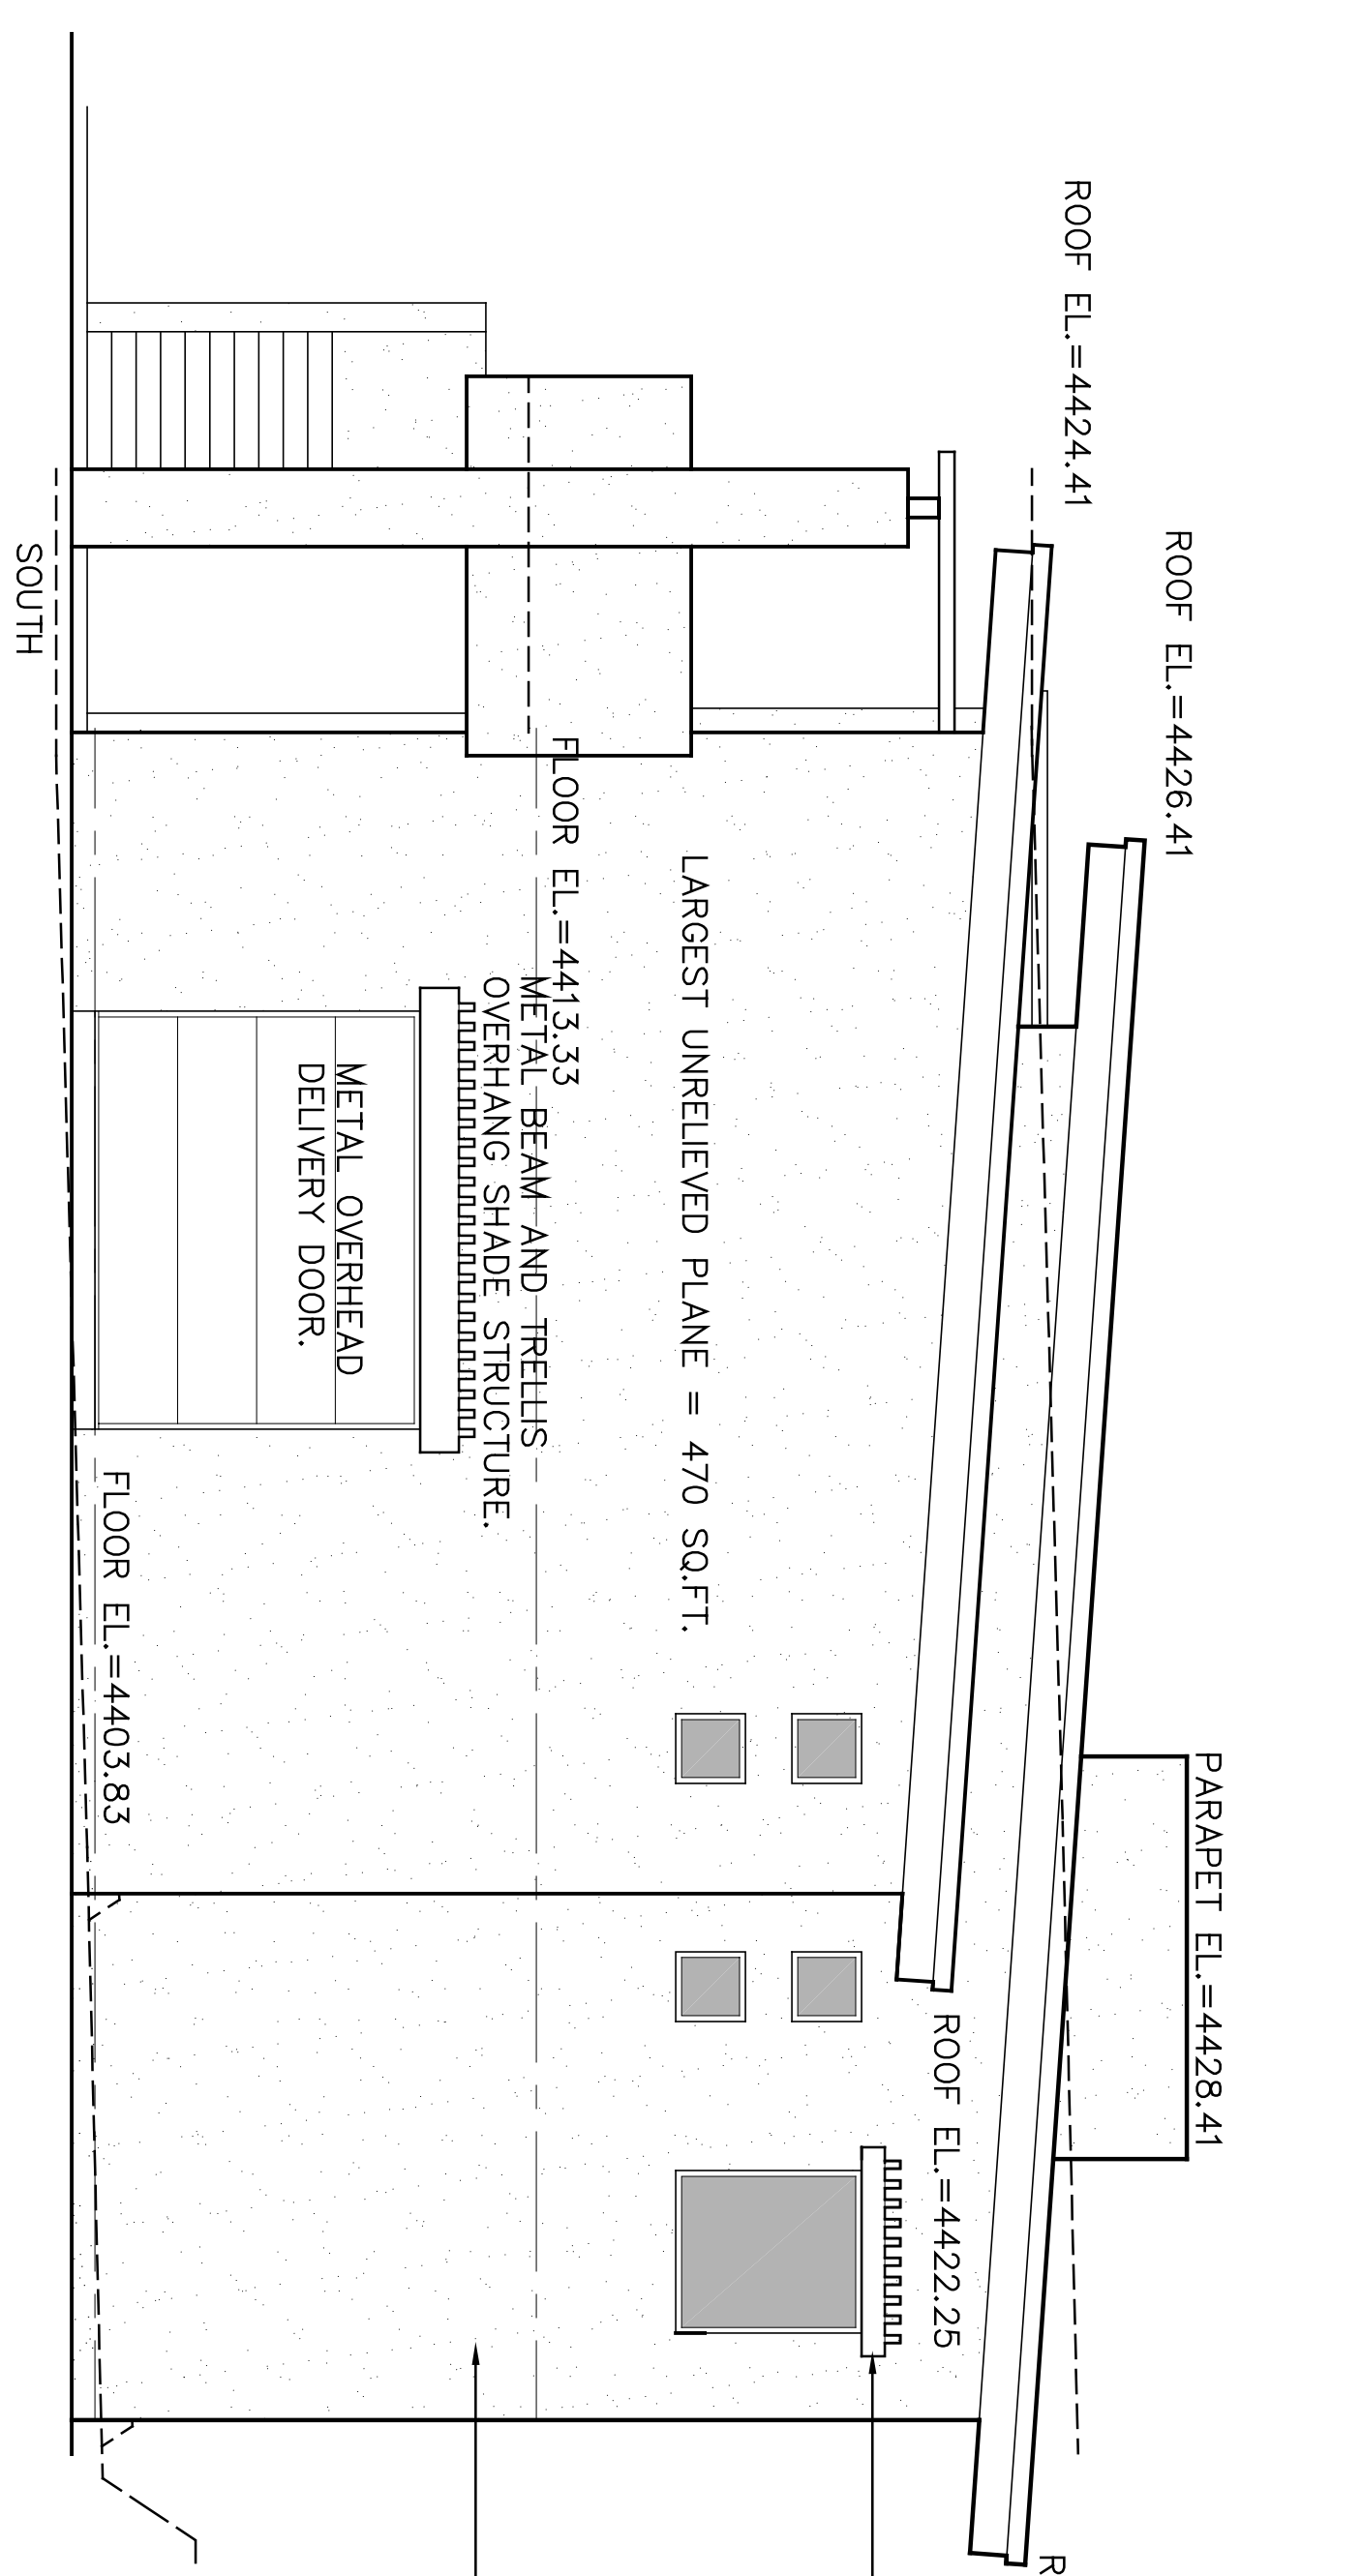 ROOF EL.=4426.41
ROOF EL.=4424.41
PARAPET EL.=4428.41
ROOF EL.=4422.25
R
LARGEST UNRELIEVED PLANE = 470 SQ.FT.
FLOOR EL.=4413.33
METAL BEAM AND TRELLIS
OVERHANG SHADE STRUCTURE.
METAL OVERHEAD
DELIVERY DOOR.
FLOOR EL.=4403.83
SOUTH